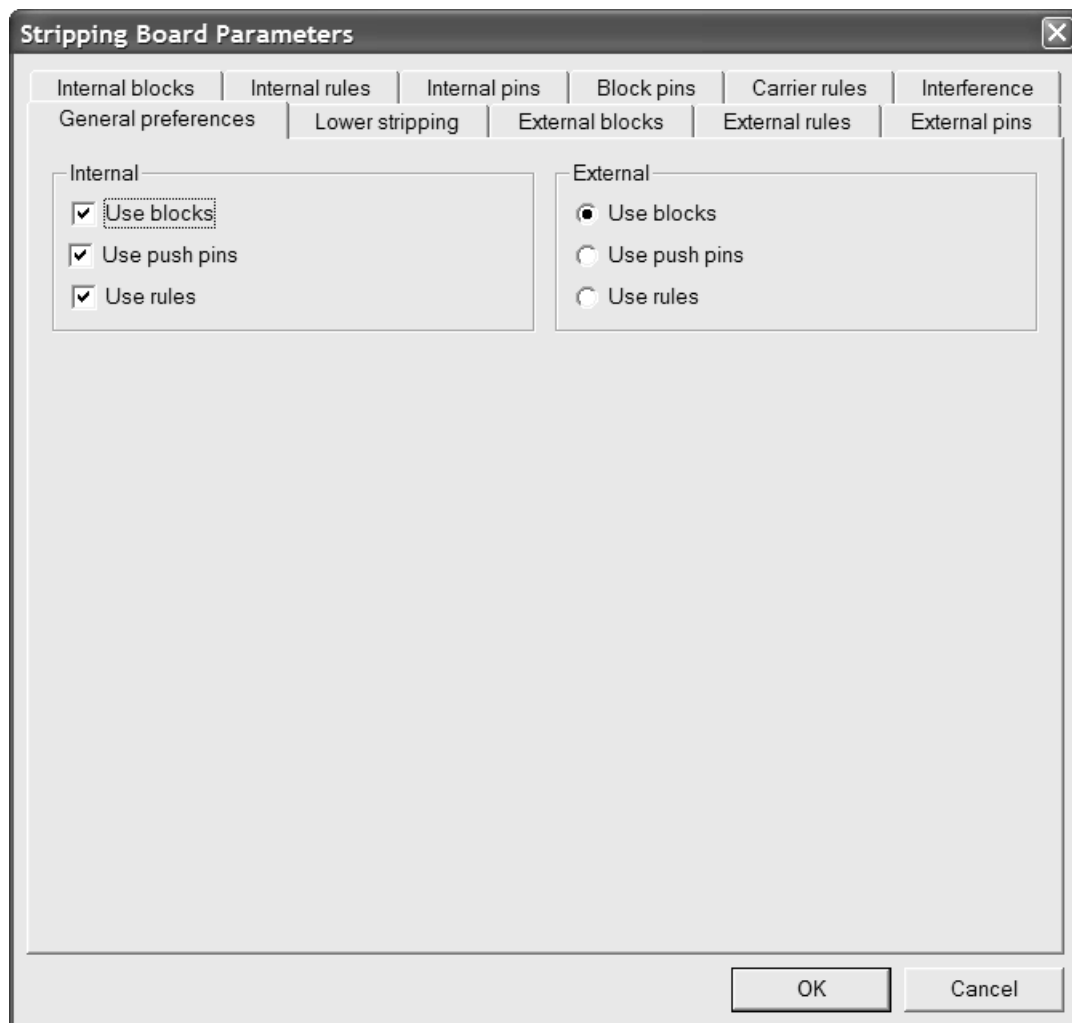 Stripping Board Parameters
Internal blocks Internal rules Internal pins Block pins Carrier rules Interference
General preferences Lower stripping External blocks External rules External pins
Internal External
Use blocks Use blocks
Use push pins Use push pins
Use rules Use rules
OK Cancel